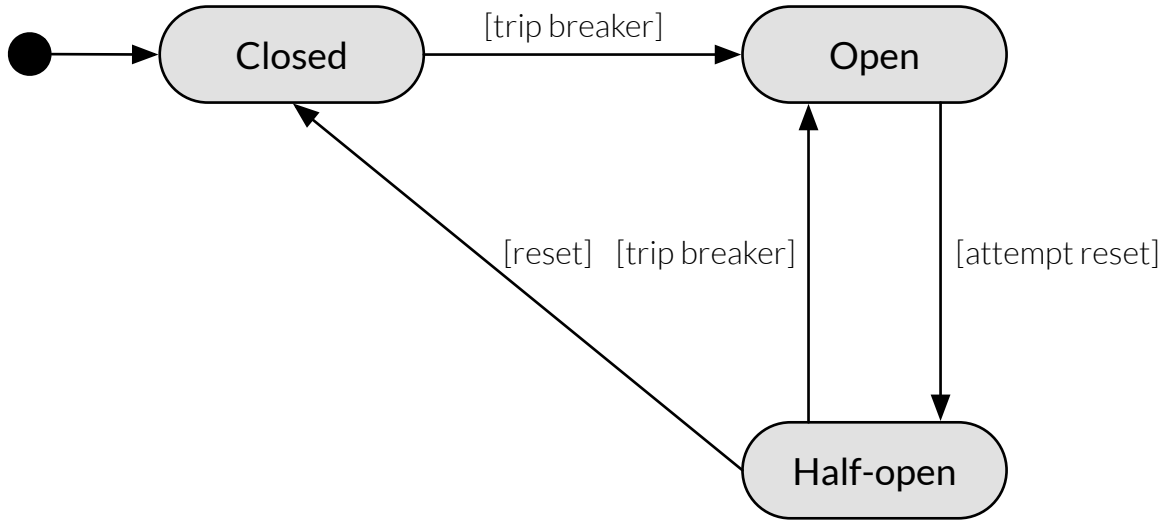 [trip breaker]
Closed
Open
[reset]
[trip breaker]
[attempt reset]
Half-open